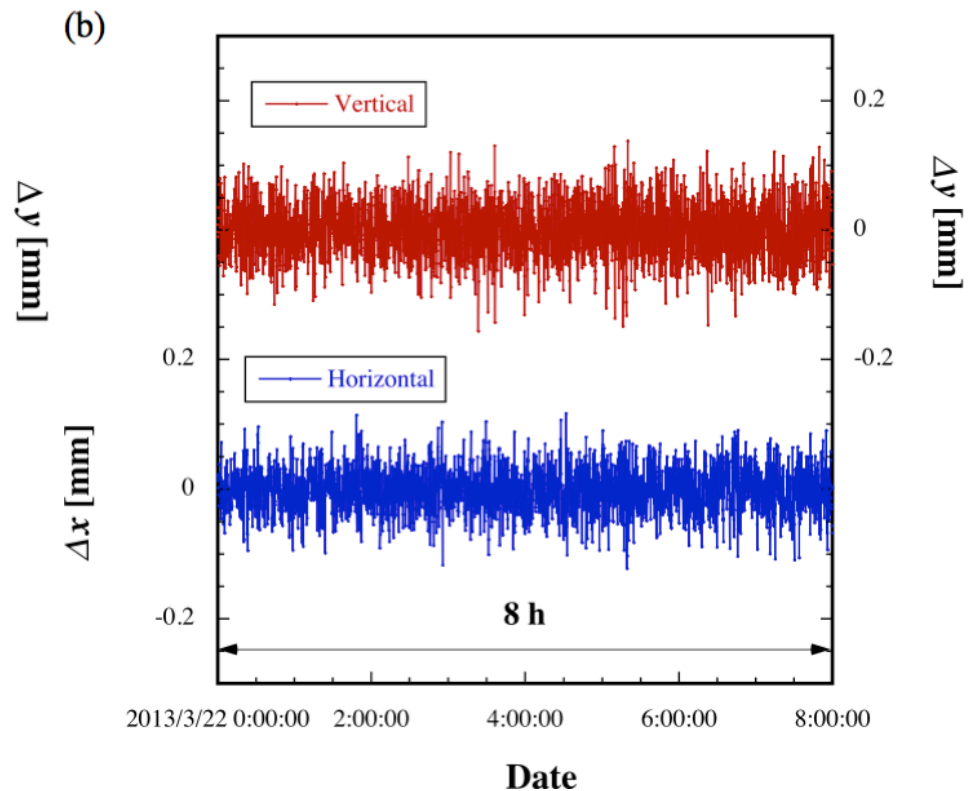 (b)
Vertical
0.2
0
-0.2
Δy [mm]
Δy [mm]
Horizontal
0.2
0
-0.2
Δx [mm]
8 h
2013/3/22 0:00:00 2:00:00 4:00:00 6:00:00 8:00:00
Date